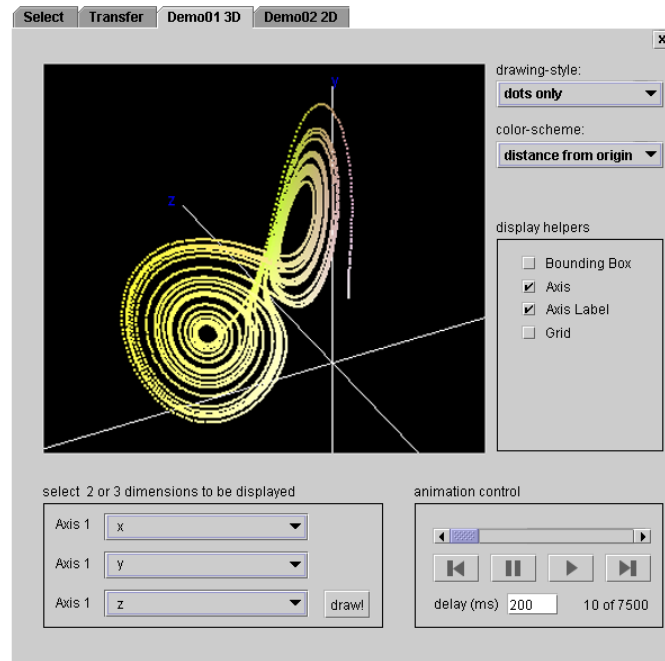 Select Transfer Demo01 3D Demo02 2D
x
drawing-style:
dots only
color-scheme:
distance from origin
display helpers
Bounding Box
Axis
Axis Label
Grid
Y
Z
select 2 or 3 dimensions to be displayed
Axis 1 x
Axis 1 y
Axis 1 z draw!
animation control
delay (ms) 200 10 of 7500